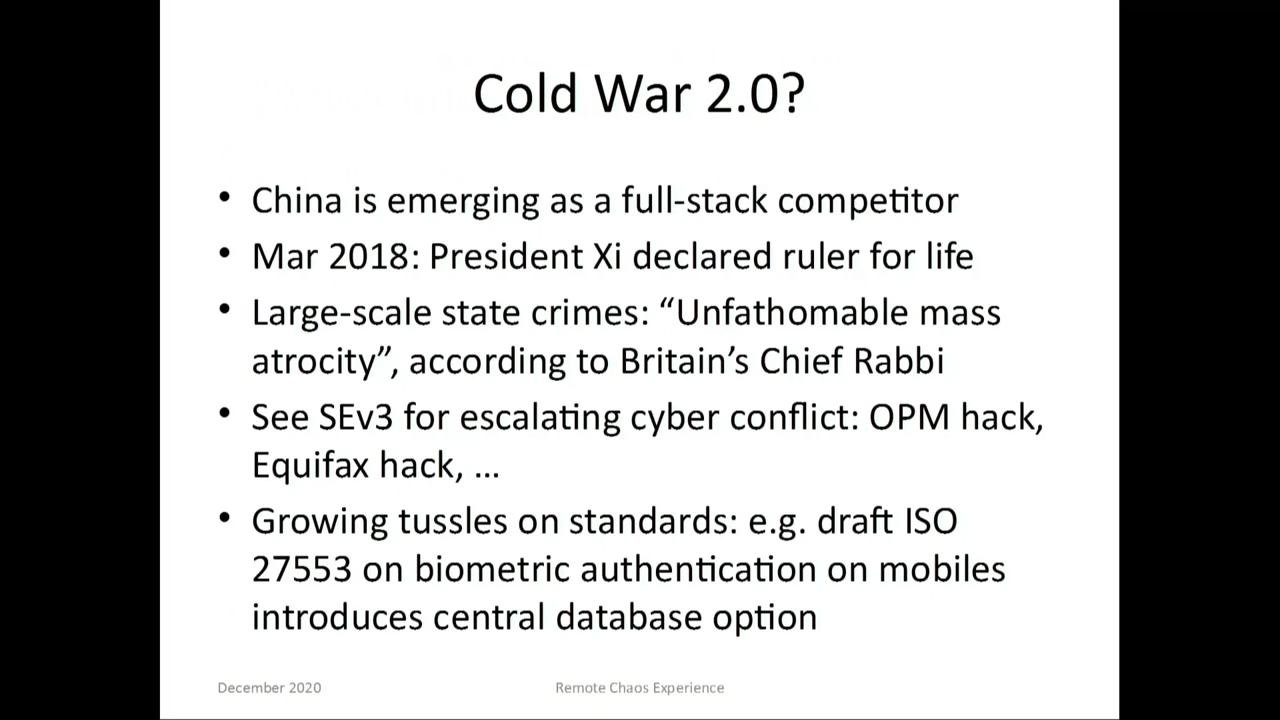 Cold War 2.0?
• China is emerging as a full-stack competitor
• Mar 2018: President Xi declared ruler for life
• Large-scale state crimes: “Unfathomable mass
atrocity”, according to Britain’s Chief Rabbi
• See SEv3 for escalating cyber conflict: OPM hack,
Equifax hack, …
• Growing tussles on standards: e.g. draft ISO
27553 on biometric authentication on mobiles
introduces central database option
December 2020
Remote Chaos Experience